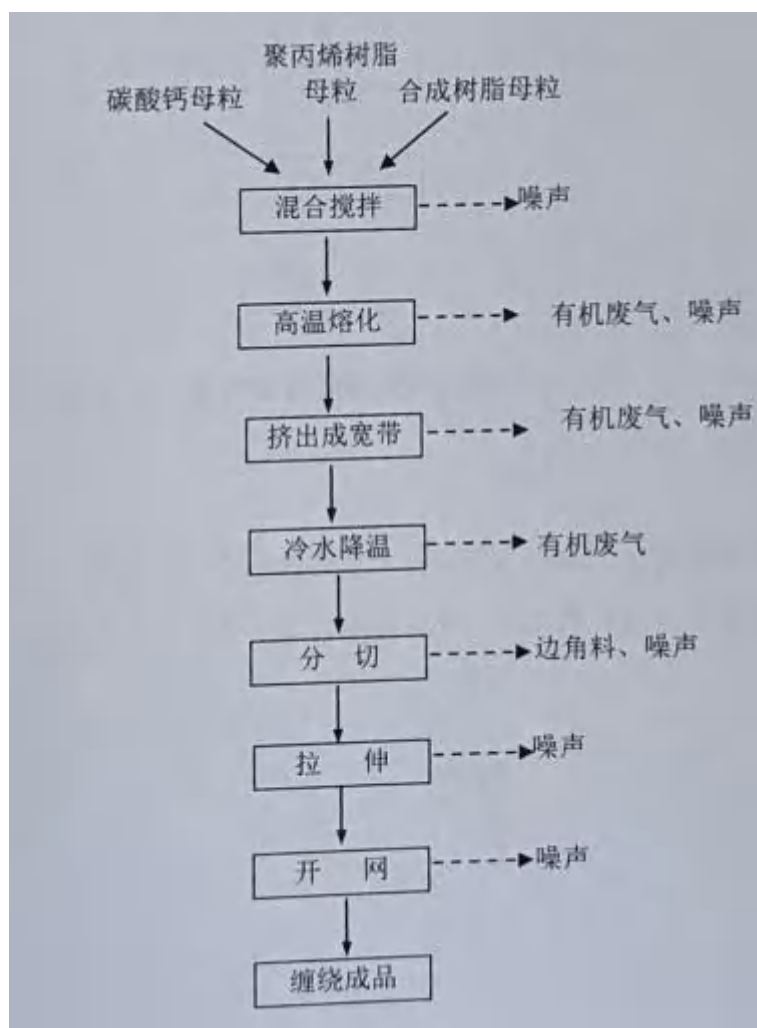 聚丙烯树脂
碳酸钙母粒 母粒 合成树脂母粒
混合搅拌 噪声
高温熔化 有机废气、噪声
挤出成宽带 有机废气、噪声
冷水降温 有机废气
分 切 边角料、噪声
拉 伸 噪声
开 网 噪声
缠绕成品